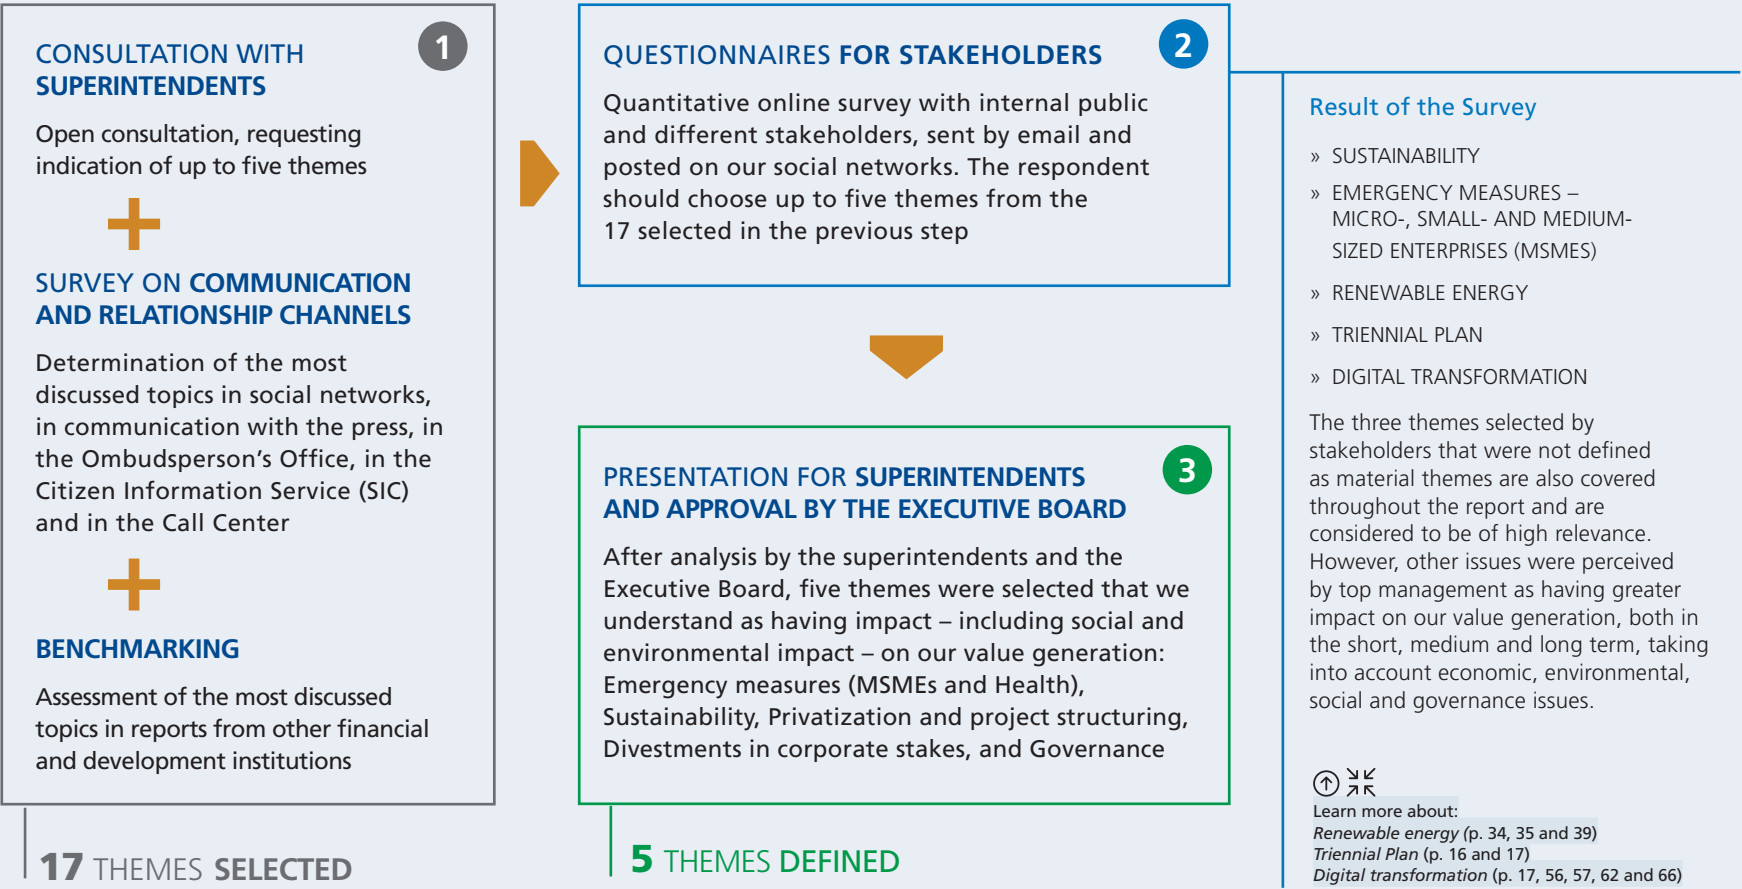 1
CONSULTATION WITH
SUPERINTENDENTS
Open consultation, requesting
indication of up to five themes
+
SURVEY ON COMMUNICATION
AND RELATIONSHIP CHANNELS
Determination of the most
discussed topics in social networks,
in communication with the press, in
the Ombudsperson’s Office, in the
Citizen Information Service (SIC)
and in the Call Center
+
BENCHMARKING
Assessment of the most discussed
topics in reports from other financial
and development institutions
17 THEMES SELECTED
2
QUESTIONNAIRES FOR STAKEHOLDERS
Quantitative online survey with internal public
and different stakeholders, sent by email and
posted on our social networks. The respondent
should choose up to five themes from the
17 selected in the previous step
3
PRESENTATION FOR SUPERINTENDENTS
AND APPROVAL BY THE EXECUTIVE BOARD
After analysis by the superintendents and the
Executive Board, five themes were selected that we
understand as having impact – including social and
environmental impact – on our value generation:
Emergency measures (MSMEs and Health),
Sustainability, Privatization and project structuring,
Divestments in corporate stakes, and Governance
5 THEMES DEFINED
Result of the Survey
» SUSTAINABILITY
» EMERGENCY MEASURES –
MICRO-, SMALL- AND MEDIUM-
SIZED ENTERPRISES (MSMES)
» RENEWABLE ENERGY
» TRIENNIAL PLAN
» DIGITAL TRANSFORMATION
The three themes selected by
stakeholders that were not defined
as material themes are also covered
throughout the report and are
considered to be of high relevance.
However, other issues were perceived
by top management as having greater
impact on our value generation, both in
the short, medium and long term, taking
into account economic, environmental,
social and governance issues.
Learn more about:
Renewable energy (p. 34, 35 and 39)
Triennial Plan (p. 16 and 17)
Digital transformation (p. 17, 56, 57, 62 and 66)